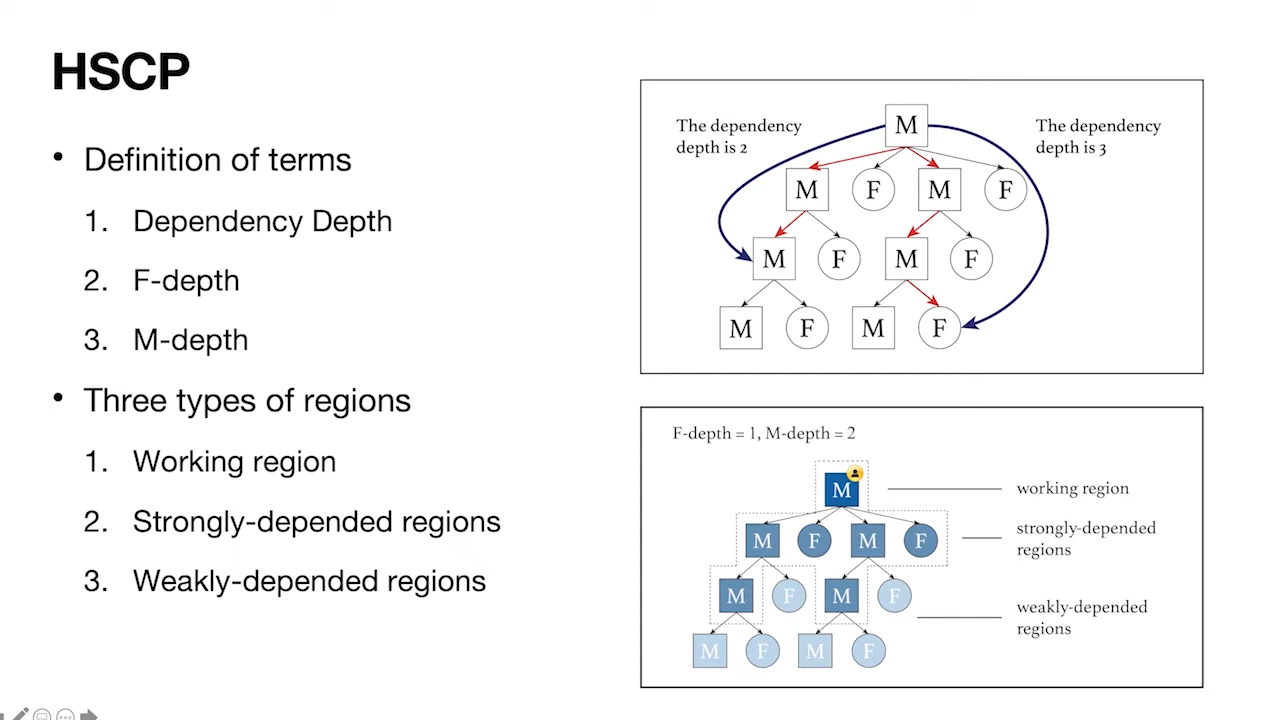 HSCP
• Definition of terms
1. Dependency Depth
2. F-depth
3. M-depth
• Three types of regions
1. Working region
2. Strongly-depended regions
3. Weakly-depended regions
The dependency
depth is 2
The dependency
depth is 3
M
M F M F
M F M F
M F M F
F-depth = 1, M-depth = 2
M
working region
M F M F
strongly-depended
regions
M F M F
weakly-depended
regions
M F M F